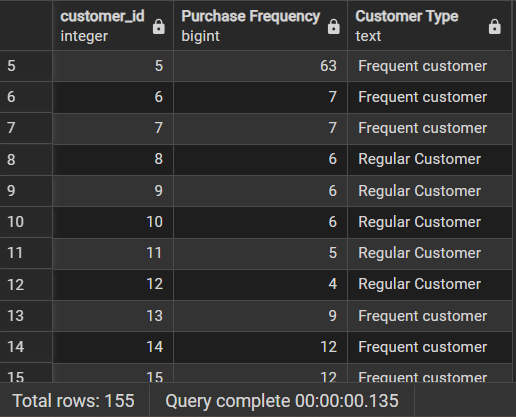 customer_id Purchase Frequency Customer Type
integer bigint text
5 5 63 Frequent customer
6 6 7 Frequent customer
7 7 7 Frequent customer
8 8 6 Regular Customer
9 9 6 Regular Customer
10 10 6 Regular Customer
11 11 5 Regular Customer
12 12 4 Regular Customer
13 13 9 Frequent customer
14 14 12 Frequent customer
15 15 12 Frequent customer
Total rows: 155 Query complete 00:00:00.135